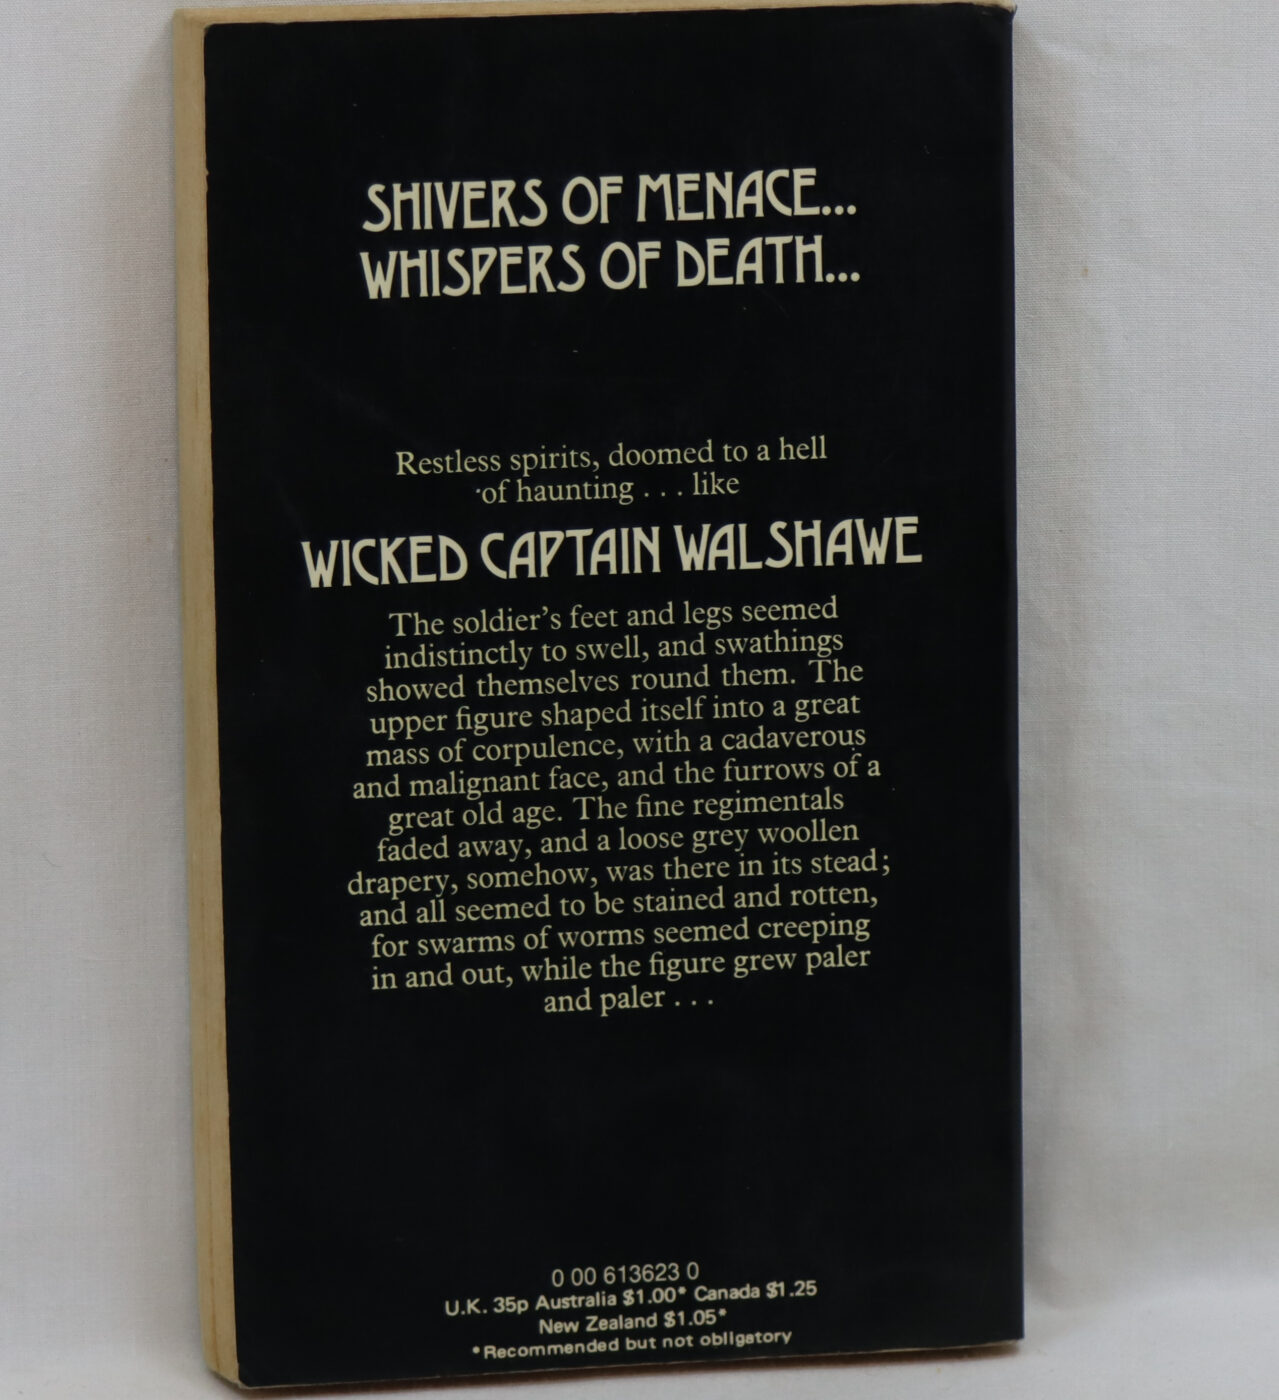 SHIVERS OF MENACE...
WHISPERS OF DEATH...
Restless spirits, doomed to a hell
of haunting . . . like
WICKED CAPTAIN WALSHAWE
The soldier's feet and legs seemed
indistinctly to swell, and swathings
showed themselves round them. The
upper figure shaped itself into a great
mass of corpulence, with a cadaverous
and malignant face, and the furrows of a
great old age. The fine regimentals
faded away, and a loose grey woollen
drapery, somehow, was there in its stead;
and all seemed to be stained and rotten,
for swarms of worms seemed creeping
in and out, while the figure grew paler
and paler . . .
0 00 613623 0
U.K. 35p Australia $1.00* Canada $1.25
New Zealand $1.05*
*Recommended but not obligatory